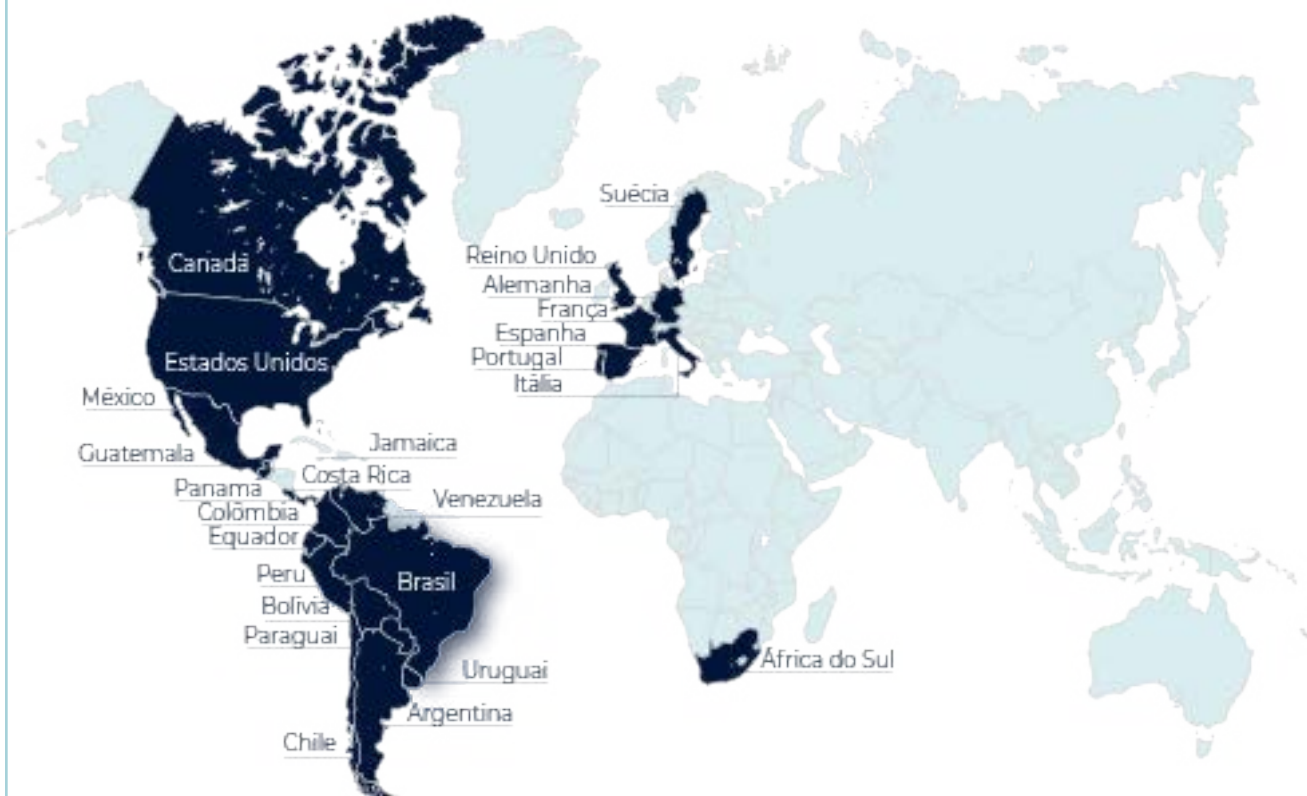 Suécia
Reino Unido
Canadá
Alemanha
França
Espanha
Estados Unidos
Portugal
Itália
México
Jamaica
Guatemala
Costa Rica
Panama
Venezuela
Colômbia
Equador
Peru
Brasil
Bolívia
Paraguai
África do Sul
Uruguai
Argentina
Chile